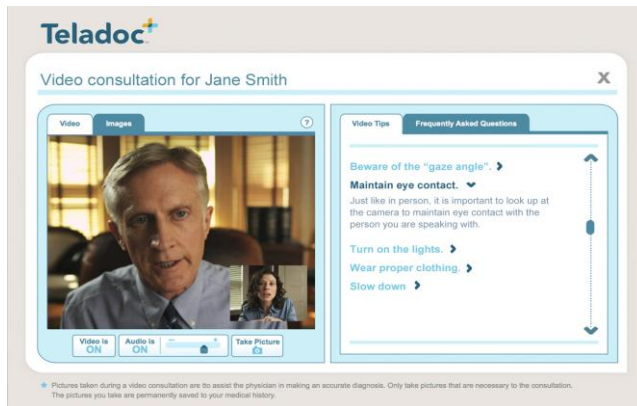 Teladoc
Video consultation for Jane Smith
X
Video
Images
?
Video Tips
Frequently Asked Questions
Beware of the “gaze angle”.
Maintain eye contact.
Just like in person, it is important to look up at
the camera to maintain eye contact with the
person you are speaking with.
Turn on the lights.
Wear proper clothing.
Slow down
Video is
ON
Audio is
ON
- +
Take Picture
Pictures taken during a video consultation are tto assist the physician in making an accurate diagnosis. Only take pictures that are necessary to the consultation.
The pictures you take are permanently saved to your medical history.